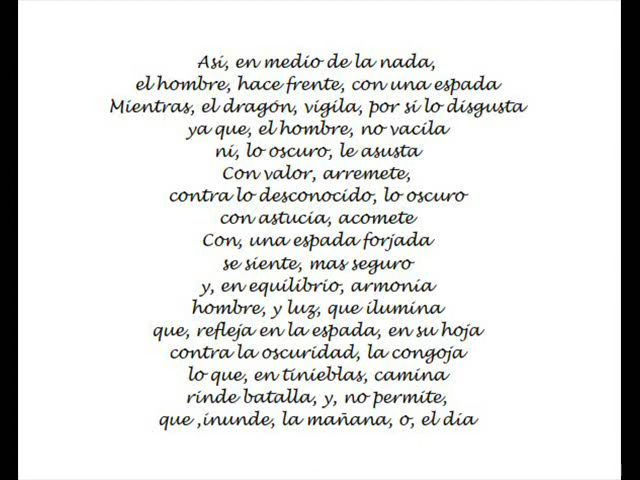 Asi, en medio de la nada,
el hombre, hace frente, con una espada
Mientras, el dragón, vigila, por si lo disgusta
ya que, el hombre, no vacila
ni, lo oscuro, le asusta
Con valor, arremete,
contra lo desconocido, lo oscuro
con astucia, acomete
Con, una espada forjada
se siente, mas seguro
y, en equilibrio, armonia
hombre, y luz, que ilumina
que, refleja en la espada, en su hoja
contra la oscuridad, la congoja
lo que, en tinieblas, camina
rinde batalla, y, no permite,
que ,inunde, la mañana, o, el dia